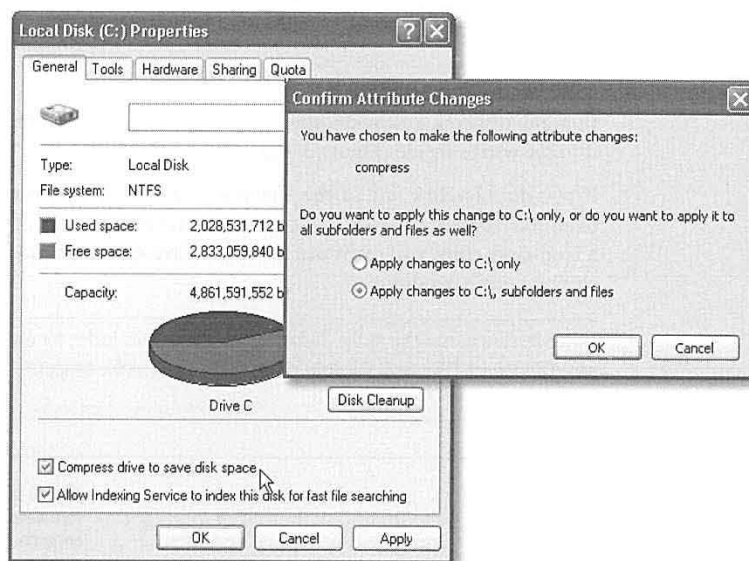 Local Disk (C:) Properties
General Tools Hardware Sharing Quota
Type: Local Disk
File system: NTFS
Used space: 2,028,531,712 b
Free space: 2,833,059,840 b
Capacity: 4,861,591,552 b
Drive C
Disk Cleanup
Compress drive to save disk space
Allow Indexing Service to index this disk for fast file searching
OK Cancel Apply
Confirm Attribute Changes
You have chosen to make the following attribute changes:
compress
Do you want to apply this change to C:\ only, or do you want to apply it to
all subfolders and files as well?
Apply changes to C:\ only
Apply changes to C:\, subfolders and files
OK Cancel